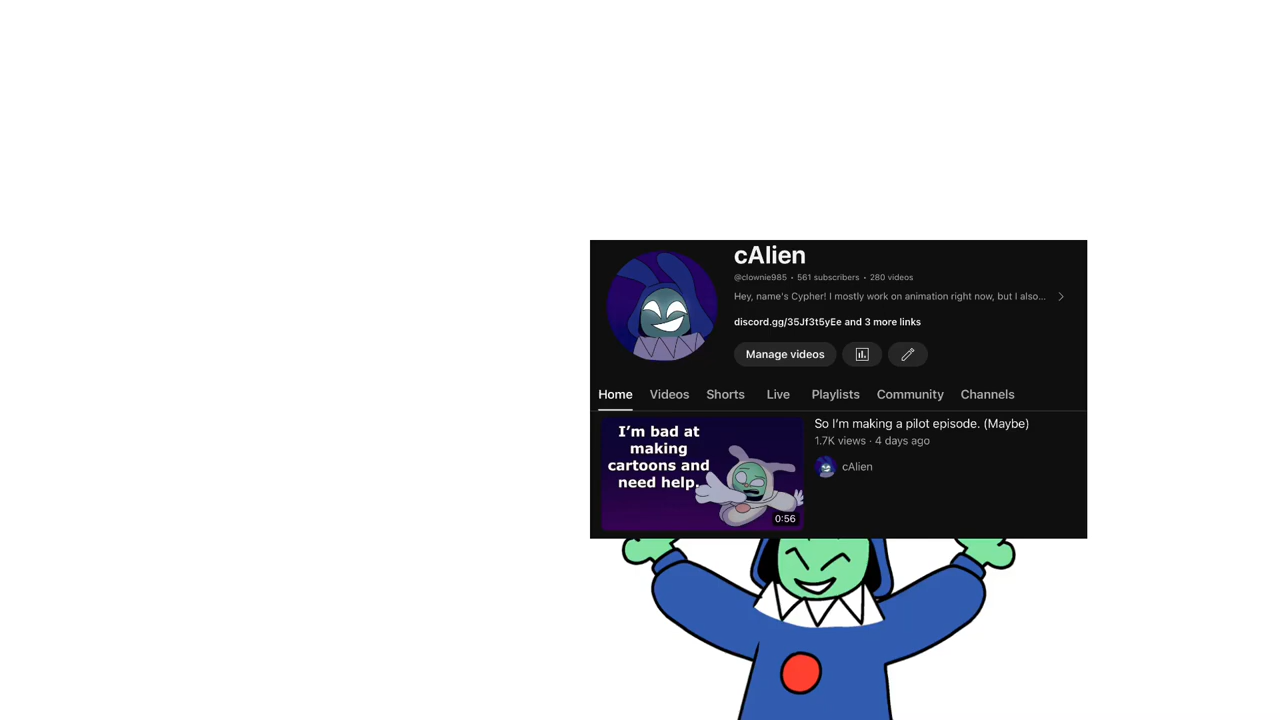 cAlien
@clownie985 • 561 subscribers • 280 videos
Hey, name's Cypher! I mostly work on animation right now, but I also...
discord.gg/35Jf3t5yEe and 3 more links
Manage videos
Home Videos Shorts Live Playlists Community Channels
I'm bad at
making
cartoons and
need help.
0:56
So I'm making a pilot episode. (Maybe)
1.7K views · 4 days ago
cAlien